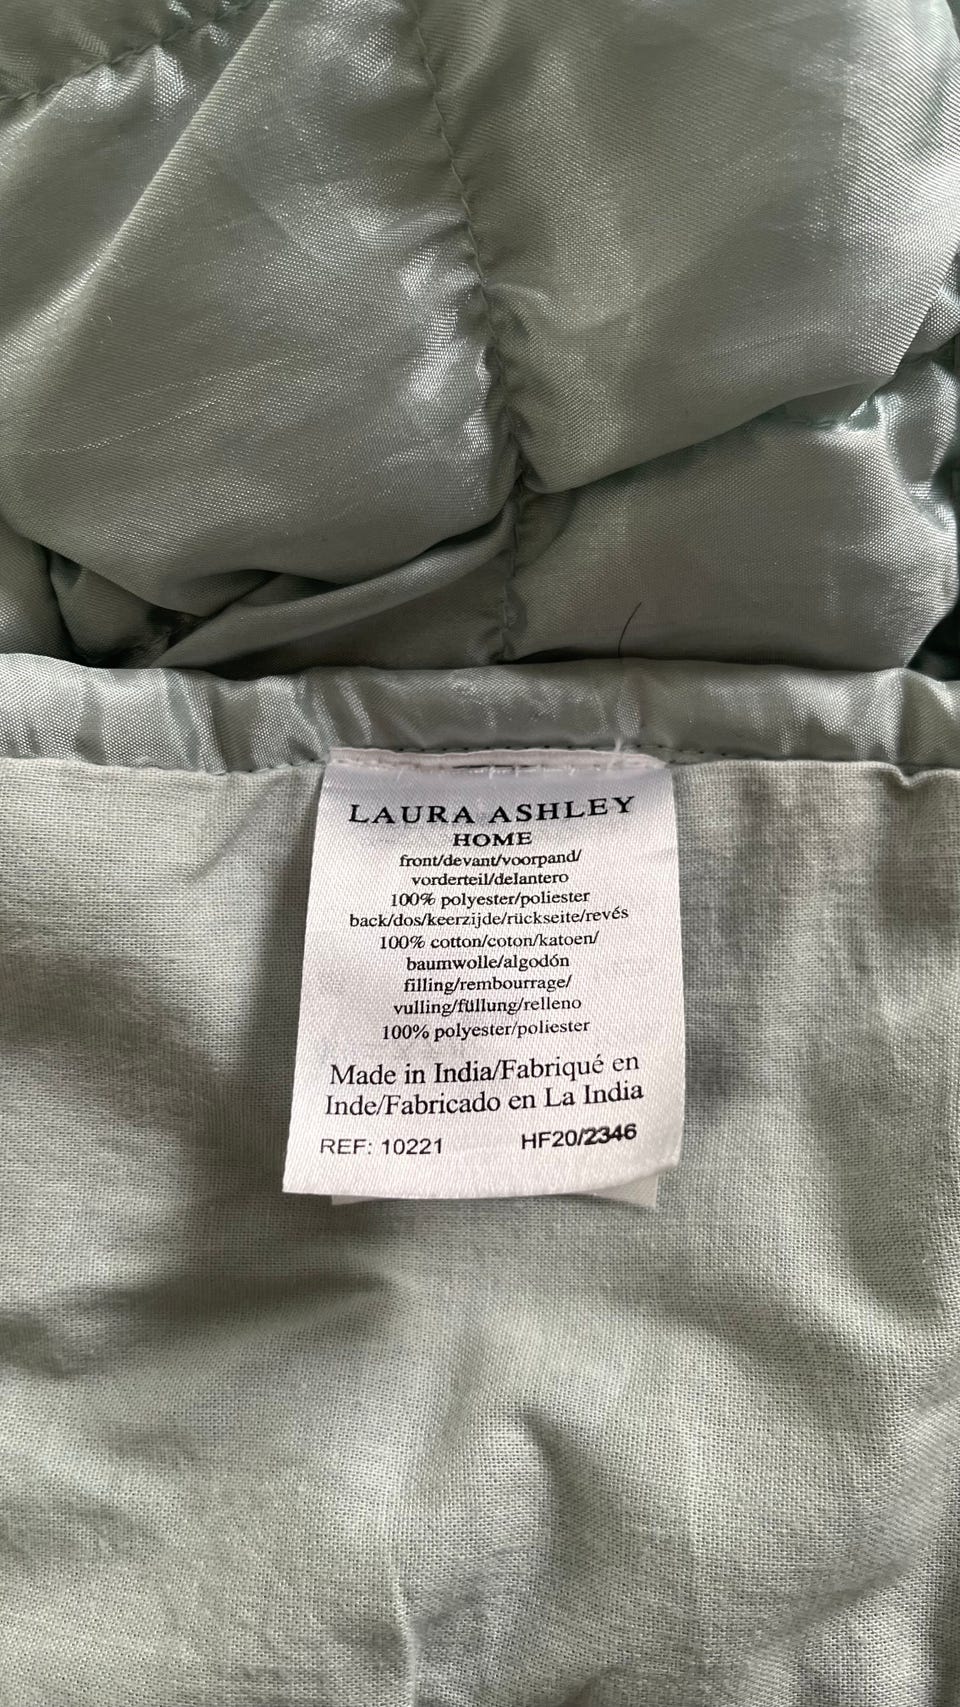 LAURA ASHLEY
HOME
front/devant/voorpand/
vorderteil/delantero
100% polyester/poliester
back/dos/keerzijde/rückseite/revés
100% cotton/coton/katoen/
baumwolle/algodón
filling/rembourrage/
vulling/füllung/relleno
100% polyester/poliester
Made in India/Fabriqué en
Inde/Fabricado en La India
REF: 10221 HF20/2346